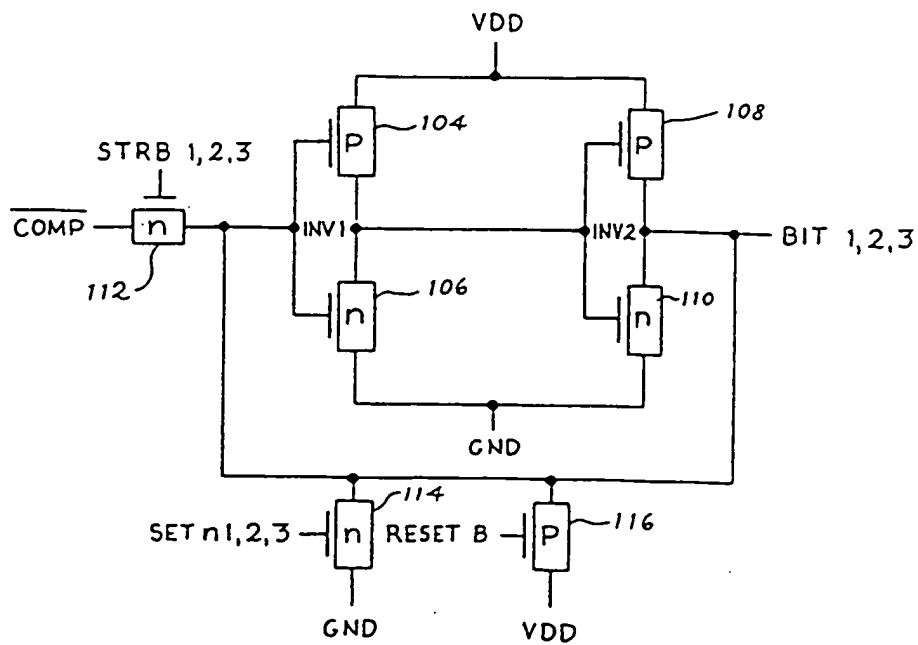 VDD
104
108
P
P
STRB 1,2,3
COMP
n
INV1
INV2
BIT 1,2,3
112
106
110
n
n
GND
114
116
SET n1,2,3
n
RESET B
P
GND
VDD